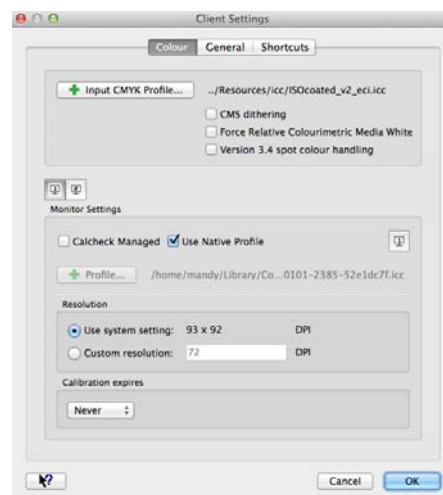 Client Settings
Colour General Shortcuts
Input CMYK Profile... ../Resources/icc/ISOcoated_v2_eci.icc
CMS dithering
Force Relative Colourimetric Media White
Version 3.4 spot colour handling
Monitor Settings
Calcheck Managed Use Native Profile
Profile... /home/mandy/Library/Co...0101-2385-52e1dc7f.icc
Resolution
Use system setting: 93 x 92 DPI
Custom resolution: 72 DPI
Calibration expires
Never
Cancel OK